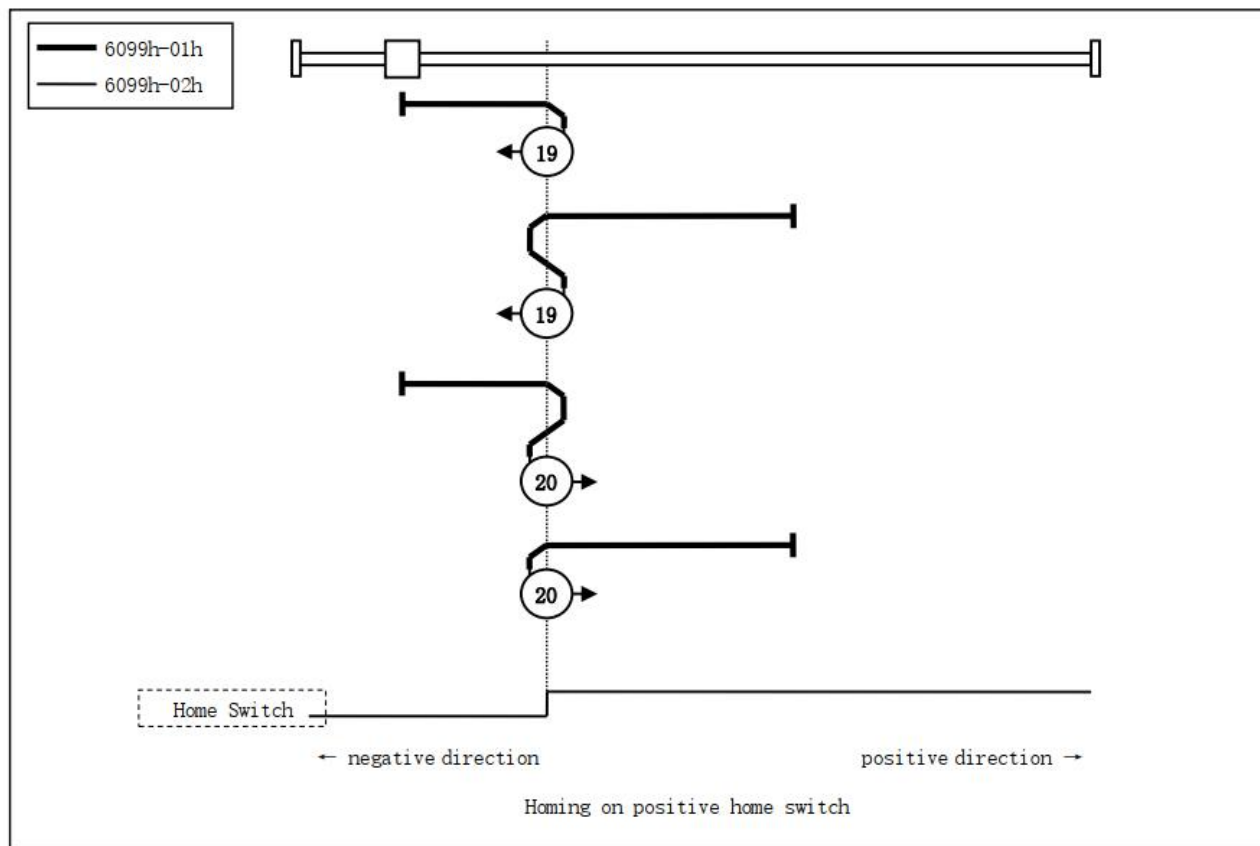 6099h-01h
6099h-02h
19
19
20
20
Home Switch
← negative direction
positive direction →
Homing on positive home switch